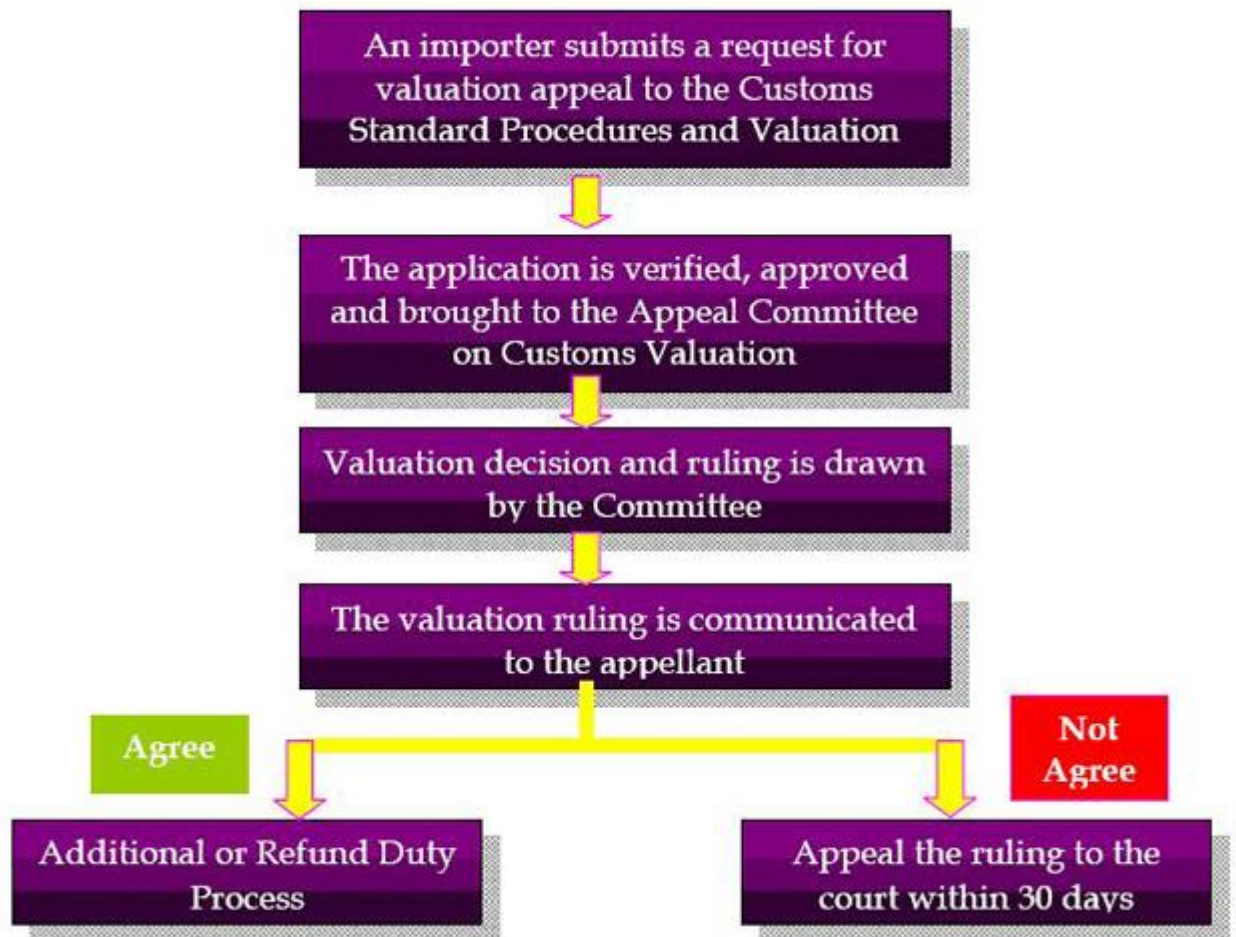 An importer submits a request for
valuation appeal to the Customs
Standard Procedures and Valuation
The application is verified, approved
and brought to the Appeal Committee
on Customs Valuation
Valuation decision and ruling is drawn
by the Committee
The valuation ruling is communicated
to the appellant
Agree
Not
Agree
Additional or Refund Duty
Process
Appeal the ruling to the
court within 30 days